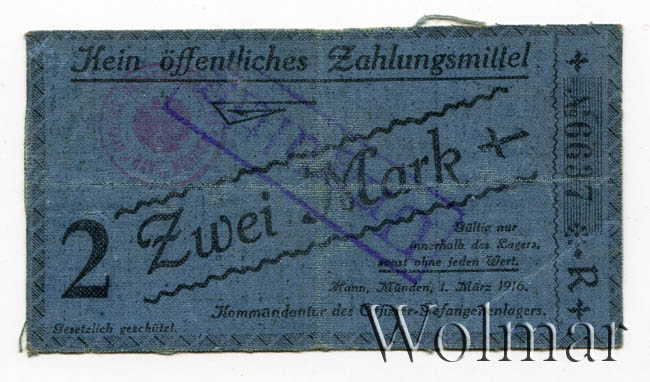 Kein öffentliches Zahlungsmittel
2 Zwei Mark
Gültig nur
innerhalb des Lagers,
sonst ohne jeden Wert.
Hann. Münden, 1. März 1916.
Kommandantur des Offizier-Gefangenenlagers.
Gesetzlich geschützt.
№6637
R
Wolmar